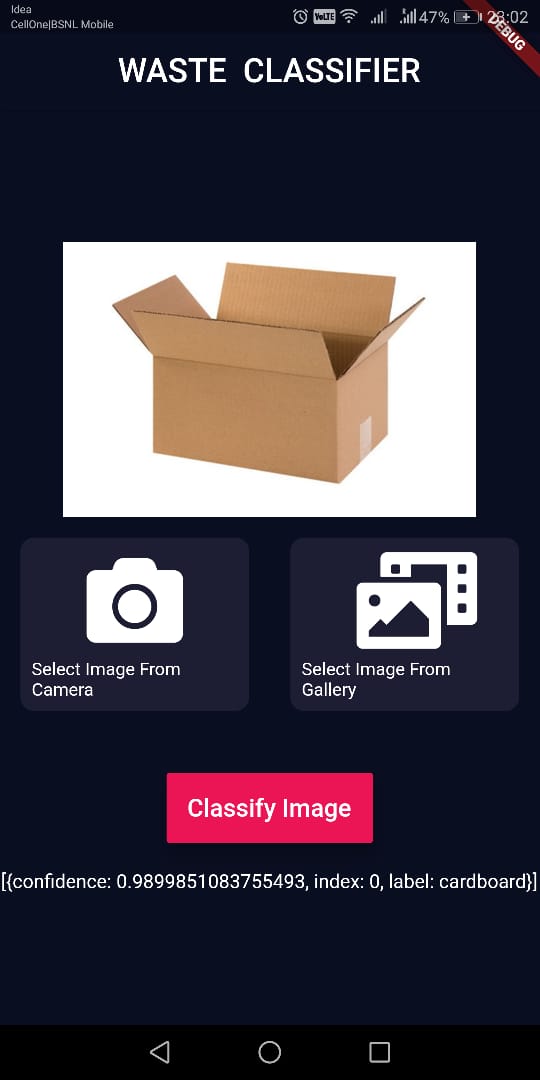 Idea
CellOne|BSNL Mobile
VoLTE
47%
23:02
DEBUG
WASTE CLASSIFIER
Select Image From
Camera
Select Image From
Gallery
Classify Image
[{confidence: 0.9899851083755493, index: 0, label: cardboard}]